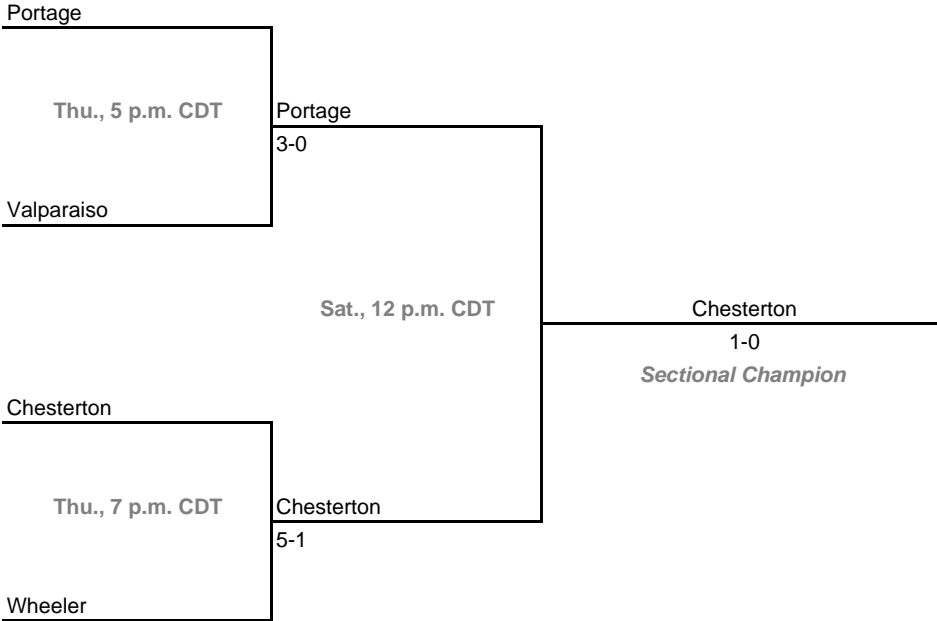 Portage
Thu., 5 p.m. CDT
Portage
3-0
Valparaiso
Sat., 12 p.m. CDT
Chesterton
1-0
Sectional Champion
Chesterton
Thu., 7 p.m. CDT
Chesterton
5-1
Wheeler